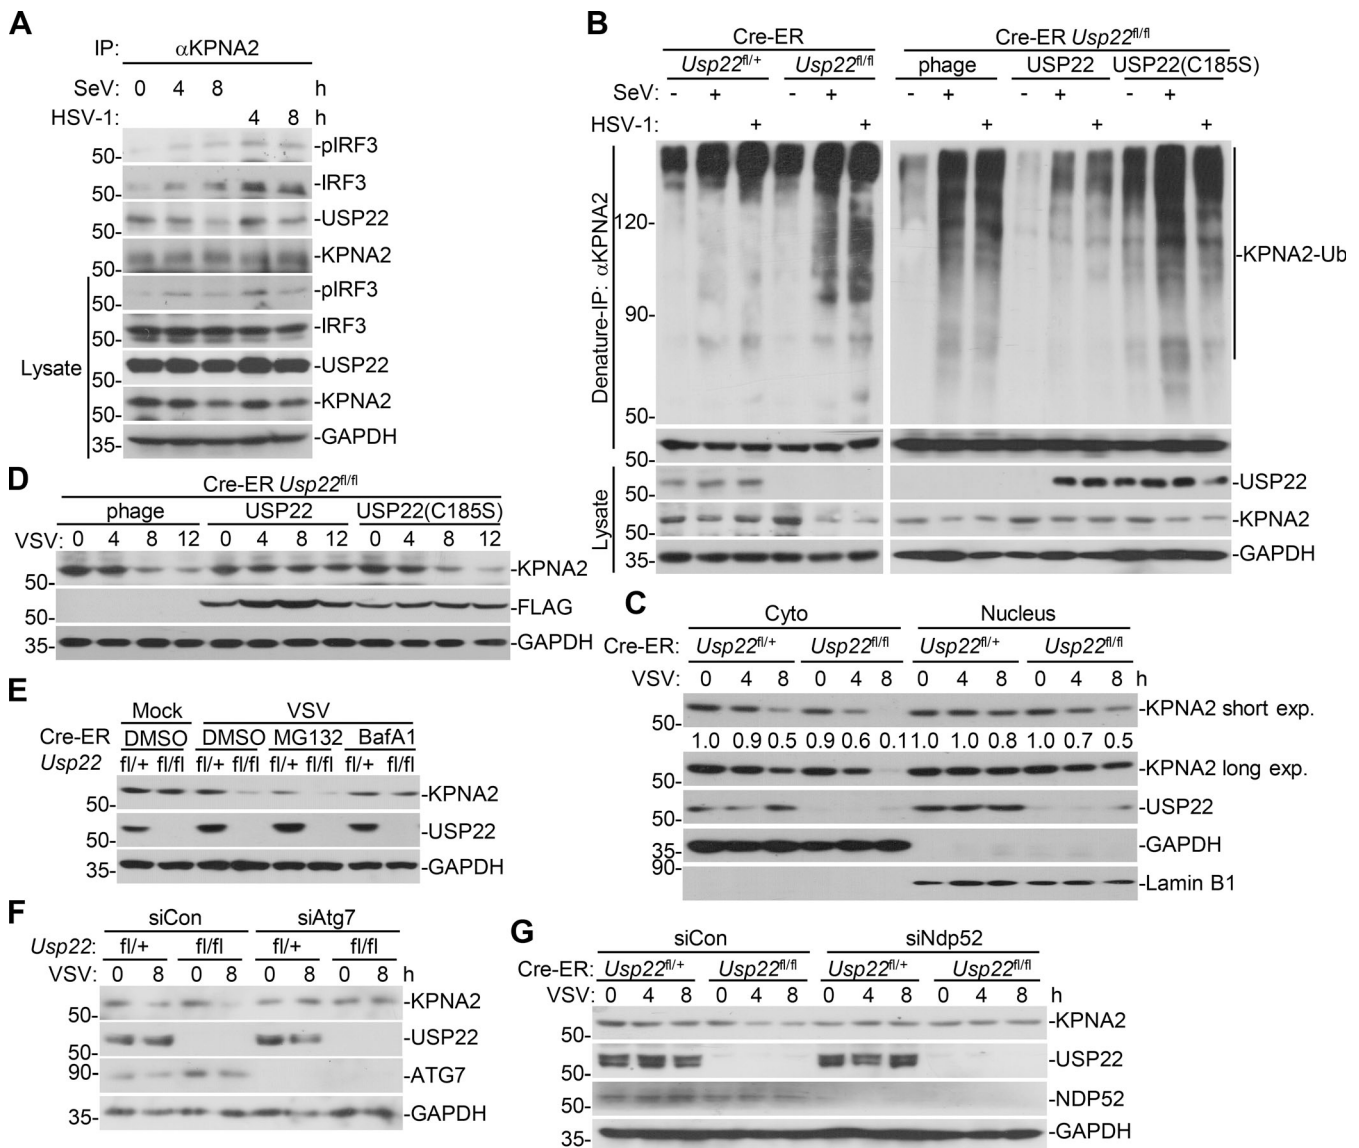 A
IP: αKPNA2
SeV: 0 4 8 h
HSV-1: 4 8 h
50- -pIRF3
50- -IRF3
50- -USP22
50- -KPNA2
Lysate
50- -pIRF3
50- -IRF3
50- -USP22
50- -KPNA2
35- -GAPDH
B
Cre-ER Cre-ER Usp22fl/fl
Usp22fl/+ Usp22fl/fl phage USP22 USP22(C185S)
SeV: - + - + - + - + - +
HSV-1: + + + + +
Denature-IP: αKPNA2
120-
90-
50-
-KPNA2-Ub
50-
Lysate
50- -USP22
50- -KPNA2
35- -GAPDH
C
Cyto Nucleus
Cre-ER: Usp22fl/+ Usp22fl/fl Usp22fl/+ Usp22fl/fl
VSV: 0 4 8 0 4 8 0 4 8 0 4 8 h
50- -KPNA2 short exp.
1.0 0.9 0.5 0.9 0.6 0.1 1.0 1.0 0.8 1.0 0.7 0.5
50- -KPNA2 long exp.
50- -USP22
35- -GAPDH
90- -Lamin B1
D
Cre-ER Usp22fl/fl
phage USP22 USP22(C185S)
VSV: 0 4 8 12 0 4 8 12 0 4 8 12
50- -KPNA2
50- -FLAG
35- -GAPDH
E
Mock VSV
Cre-ER DMSO DMSO MG132 BafA1
Usp22 fl/+ fl/fl fl/+ fl/fl fl/+ fl/fl fl/+ fl/fl
50- -KPNA2
50- -USP22
35- -GAPDH
F
siCon siAtg7
Usp22: fl/+ fl/fl fl/+ fl/fl
VSV: 0 8 0 8 0 8 0 8 h
50- -KPNA2
50- -USP22
90- -ATG7
35- -GAPDH
G
siCon siNdp52
Cre-ER: Usp22fl/+ Usp22fl/fl Usp22fl/+ Usp22fl/fl
VSV: 0 4 8 0 4 8 0 4 8 0 4 8 h
50- -KPNA2
50- -USP22
50- -NDP52
35- -GAPDH